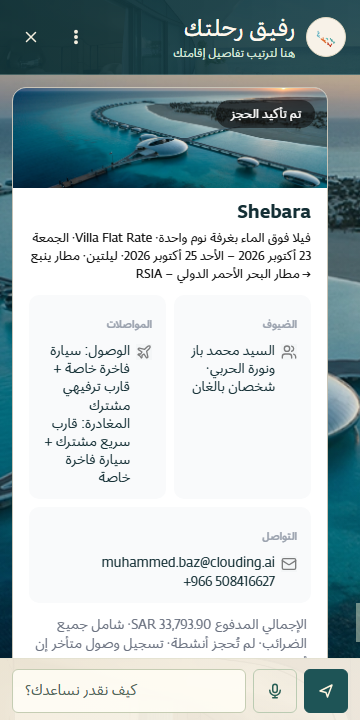 رفيق رحلتك
هنا لترتيب تفاصيل إقامتك
تم تأكيد الحجز
Shebara
فيلا فوق الماء بغرفة نوم واحدة · Villa Flat Rate · الجمعة
23 أكتوبر 2026 – الأحد 25 أكتوبر 2026 · ليلتين · مطار ينبع
→ مطار البحر الأحمر الدولي – RSIA
الضيوف
السيد محمد باز
ونورة الحربي ·
شخصان بالغان
المواصلات
الوصول: سيارة
فاخرة خاصة +
قارب ترفيهي
مشترك
المغادرة: قارب
سريع مشترك +
سيارة فاخرة
خاصة
التواصل
muhammed.baz@clouding.ai
+966 508416627
الإجمالي المدفوع SAR 33,793.90 · شامل جميع
الضرائب · لم تُحجز أنشطة · تسجيل وصول متأخر إن
كيف نقدر نساعدك؟